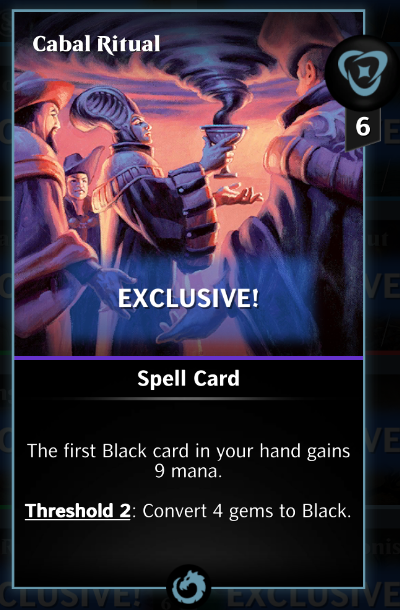 Cabal Ritual
6
EXCLUSIVE!
Spell Card
The first Black card in your hand gains
9 mana.
Threshold 2: Convert 4 gems to Black.